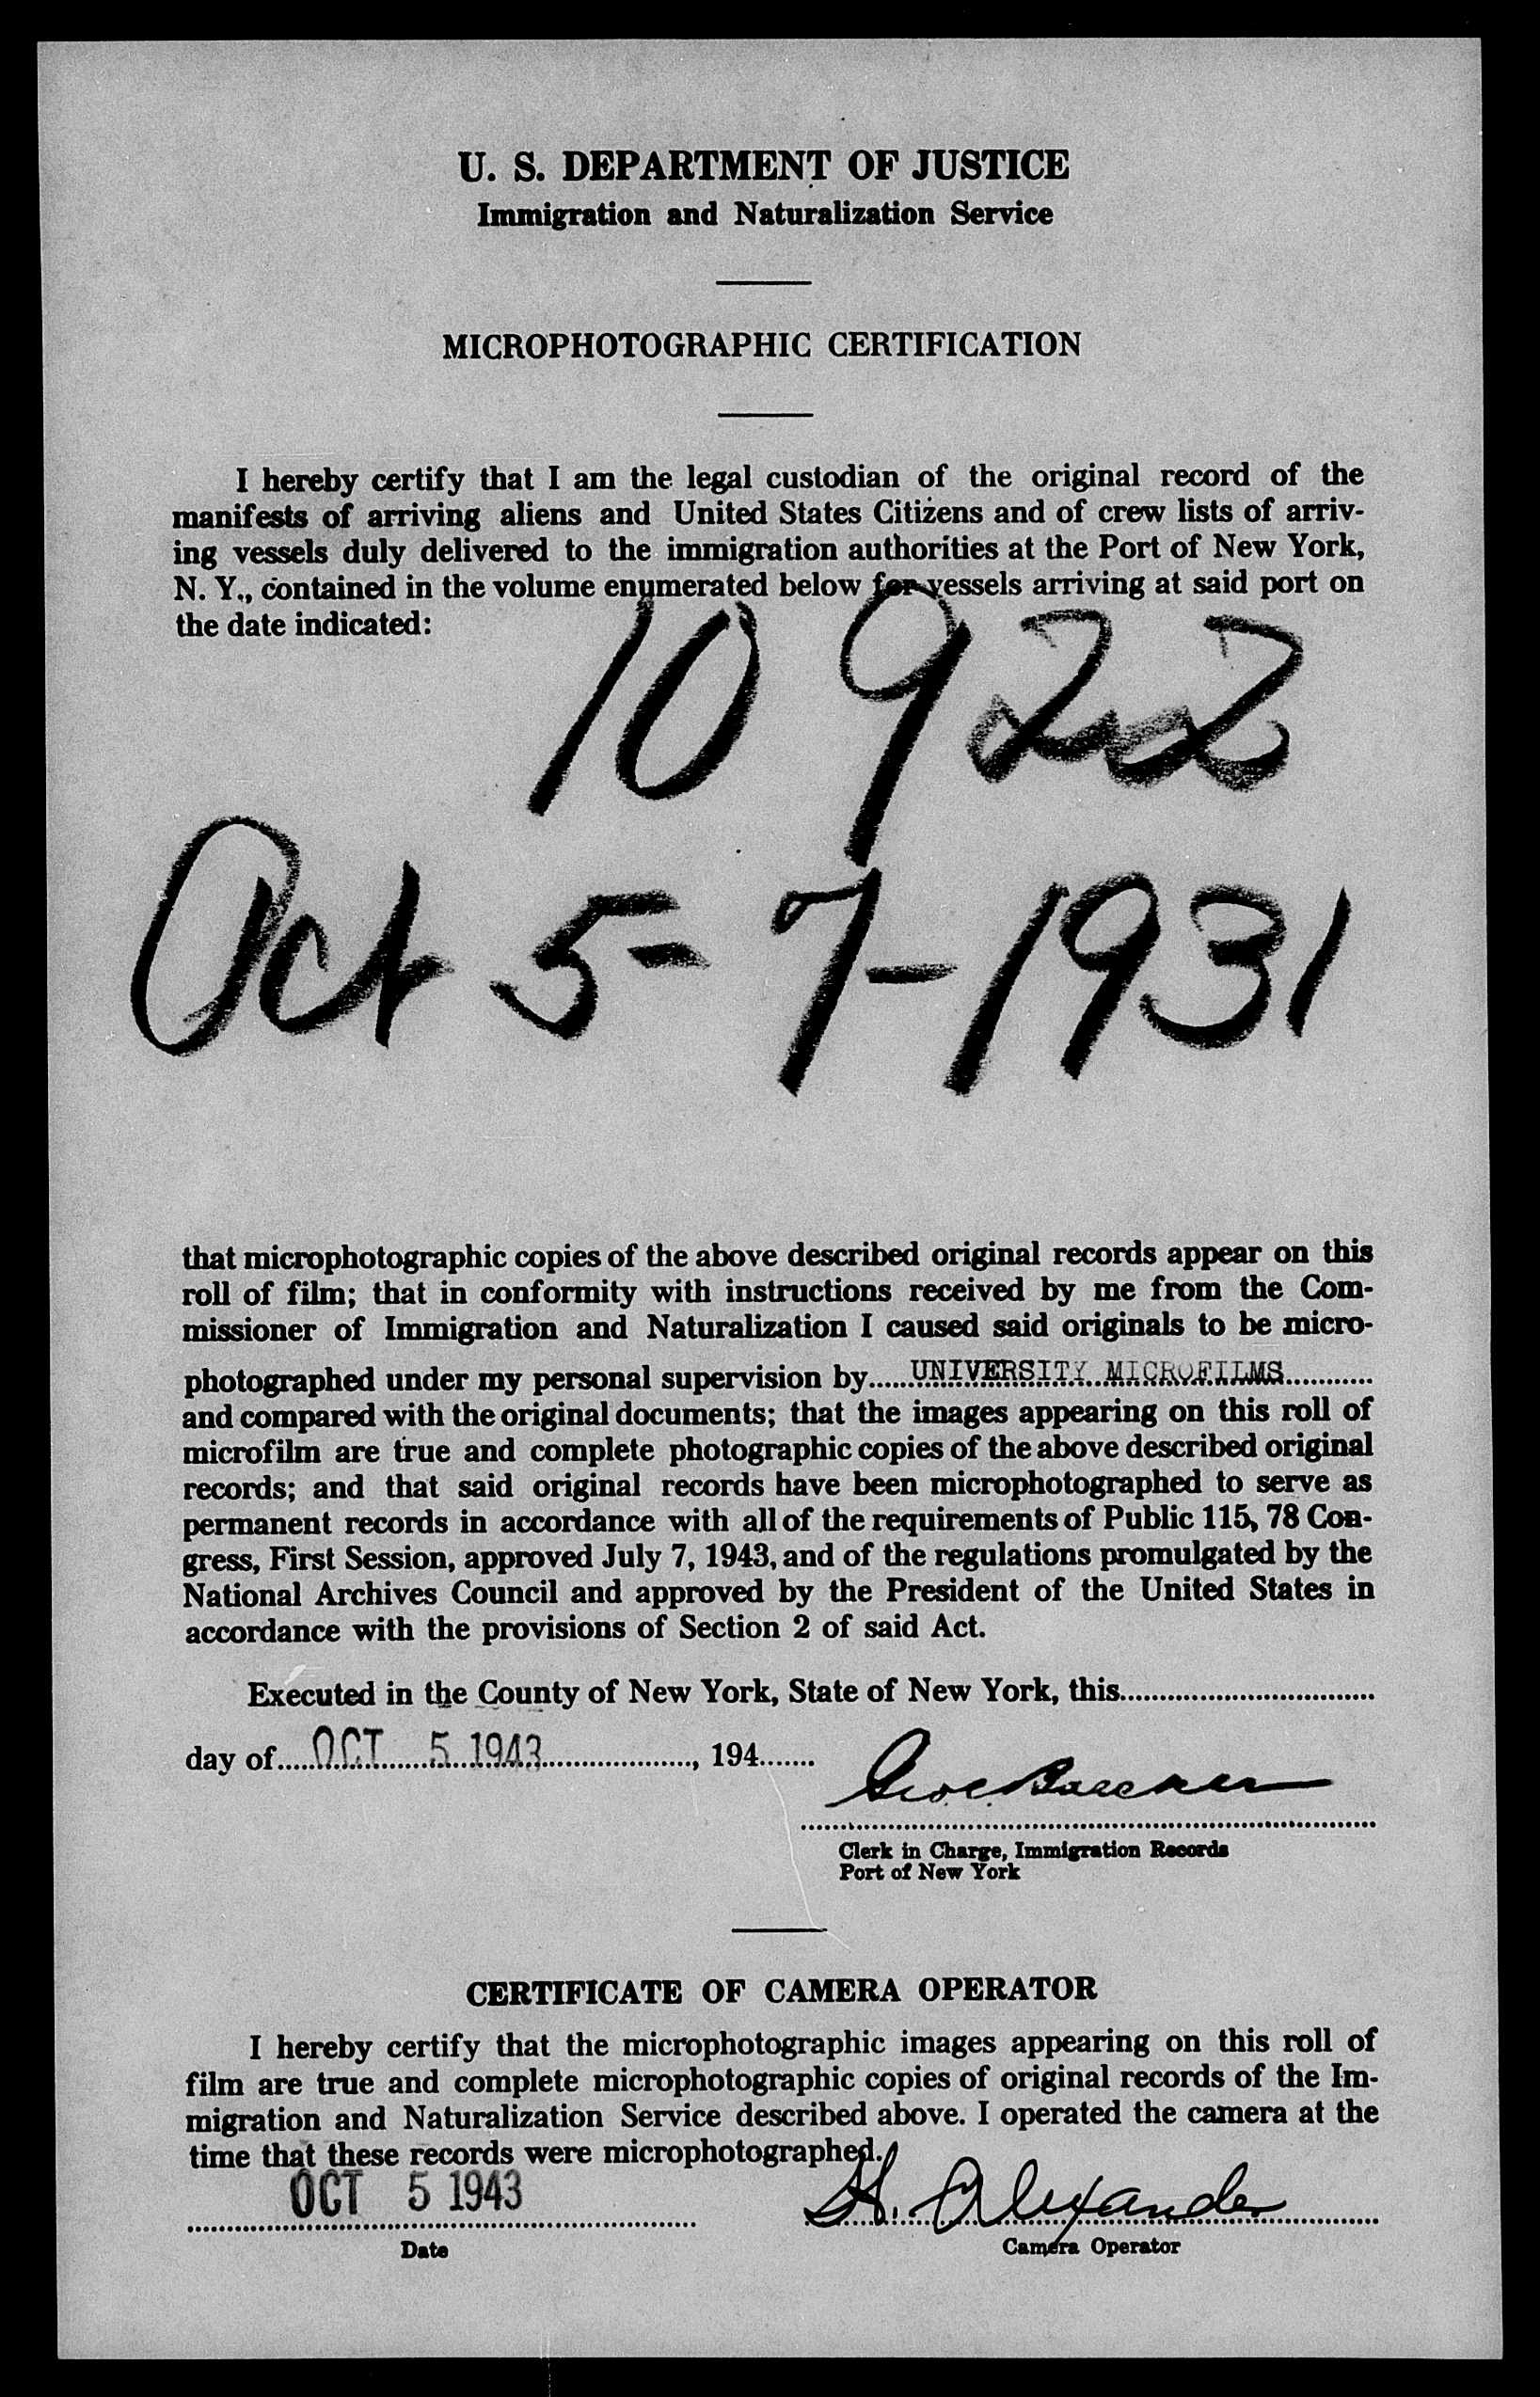 U. S. DEPARTMENT OF JUSTICE
Immigration and Naturalization Service
MICROPHOTOGRAPHIC CERTIFICATION
I hereby certify that I am the legal custodian of the original record of the
manifests of arriving aliens and United States Citizens and of crew lists of arriv-
ing vessels duly delivered to the immigration authorities at the Port of New York,
N. Y., contained in the volume enumerated below for vessels arriving at said port on
the date indicated:
10922
Oct 5-7-1931
that microphotographic copies of the above described original records appear on this
roll of film; that in conformity with instructions received by me from the Com-
missioner of Immigration and Naturalization I caused said originals to be micro-
photographed under my personal supervision by......UNIVERSITY MICROFILMS............
and compared with the original documents; that the images appearing on this roll of
microfilm are true and complete photographic copies of the above described original
records; and that said original records have been microphotographed to serve as
permanent records in accordance with all of the requirements of Public 115, 78 Con-
gress, First Session, approved July 7, 1943, and of the regulations promulgated by the
National Archives Council and approved by the President of the United States in
accordance with the provisions of Section 2 of said Act.
Executed in the County of New York, State of New York, this................................
day of.....OCT 5 1943..................., 194.......
Clerk in Charge, Immigration Records
Port of New York
CERTIFICATE OF CAMERA OPERATOR
I hereby certify that the microphotographic images appearing on this roll of
film are true and complete microphotographic copies of original records of the Im-
migration and Naturalization Service described above. I operated the camera at the
time that these records were microphotographed.
OCT 5 1943
H. Alexander
Date
Camera Operator